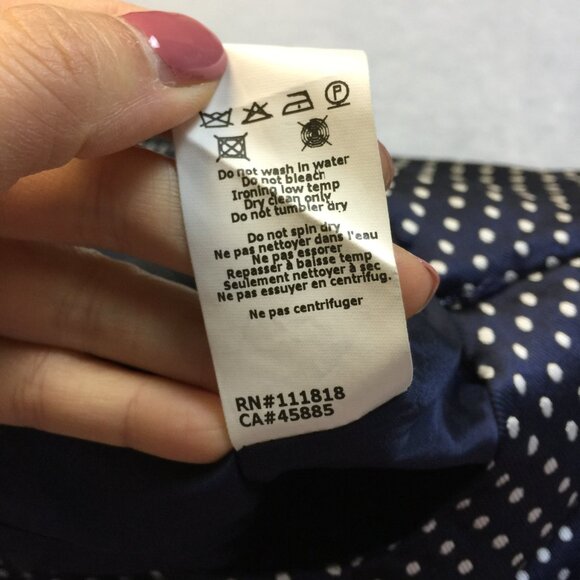 P
Do not wash in water
Do not bleach
Ironing low temp
Dry clean only
Do not tumbler dry
Do not spin dry
Ne pas nettoyer dans l'eau
Ne pas essorer
Repasser à baisse temp
Seulement nettoyer à sec
Ne pas essuyer en centrifug.
Ne pas centrifuger
RN#111818
CA#45885